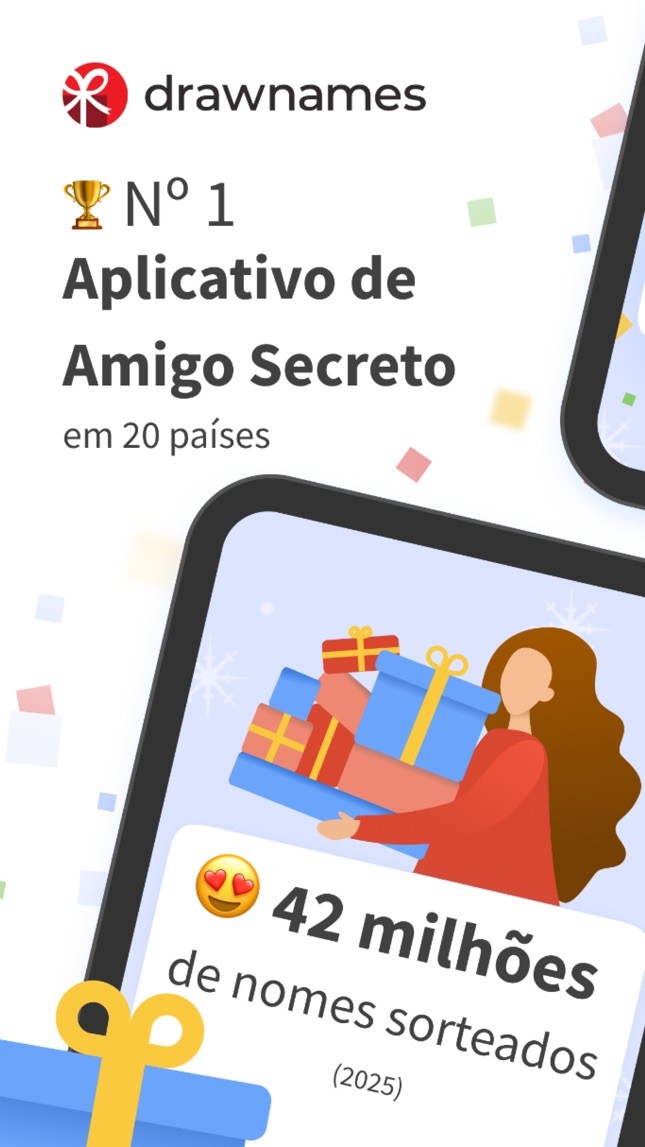 drawnames
🏆 Nº 1
Aplicativo de
Amigo Secreto
em 20 países
😍 42 milhões
de nomes sorteados
(2025)